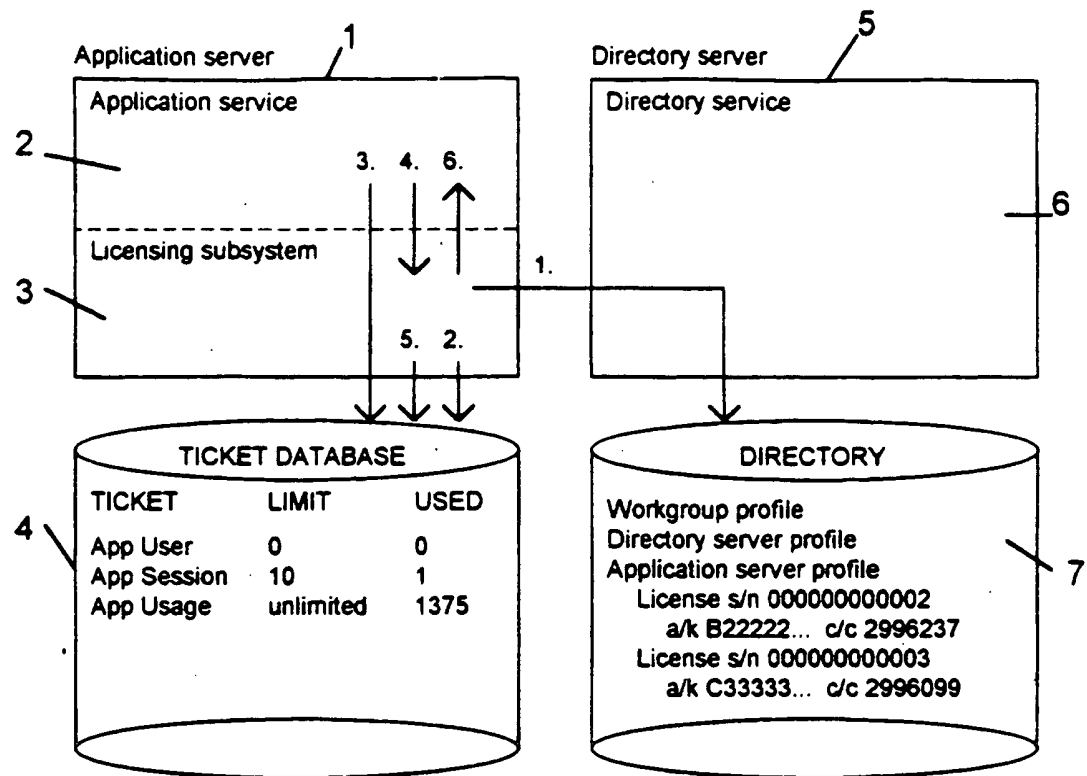 1
Application server
Application service
2
3. 4. 6.
Licensing subsystem
3
1.
5. 2.
5
Directory server
Directory service
6
TICKET DATABASE
TICKET LIMIT USED
4
App User 0 0
App Session 10 1
App Usage unlimited 1375
DIRECTORY
Workgroup profile
Directory server profile
Application server profile
7
License s/n 000000000002
a/k B22222... c/c 2996237
License s/n 000000000003
a/k C33333... c/c 2996099